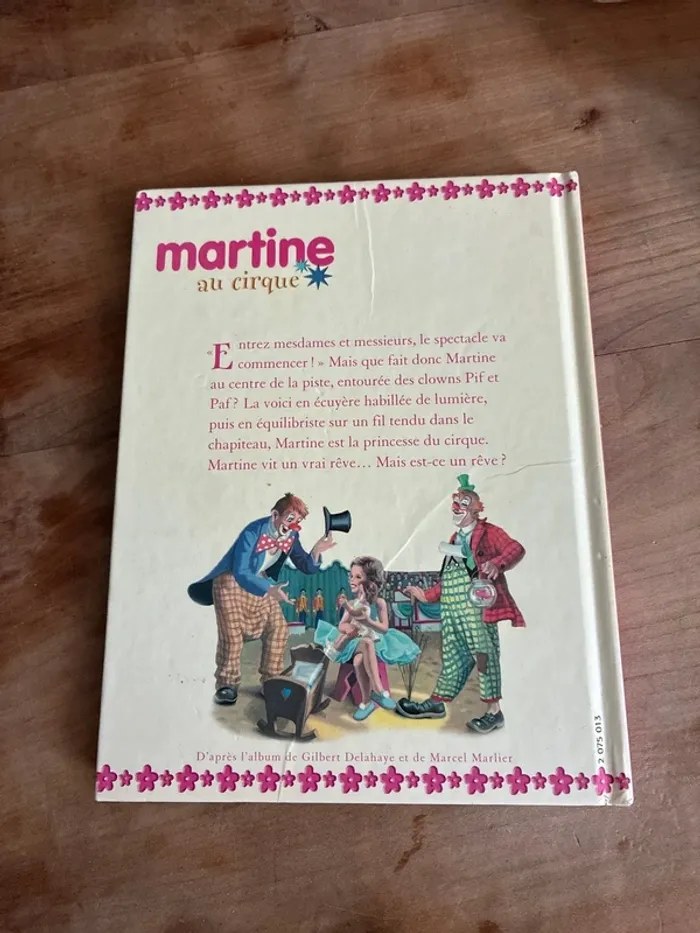 martine
au cirque
« Entrez mesdames et messieurs, le spectacle va
commencer ! » Mais que fait donc Martine
au centre de la piste, entourée des clowns Pif et
Paf ? La voici en écuyère habillée de lumière,
puis en équilibriste sur un fil tendu dans le
chapiteau, Martine est la princesse du cirque.
Martine vit un vrai rêve… Mais est-ce un rêve ?
D'après l'album de Gilbert Delahaye et de Marcel Marlier
2 075 013